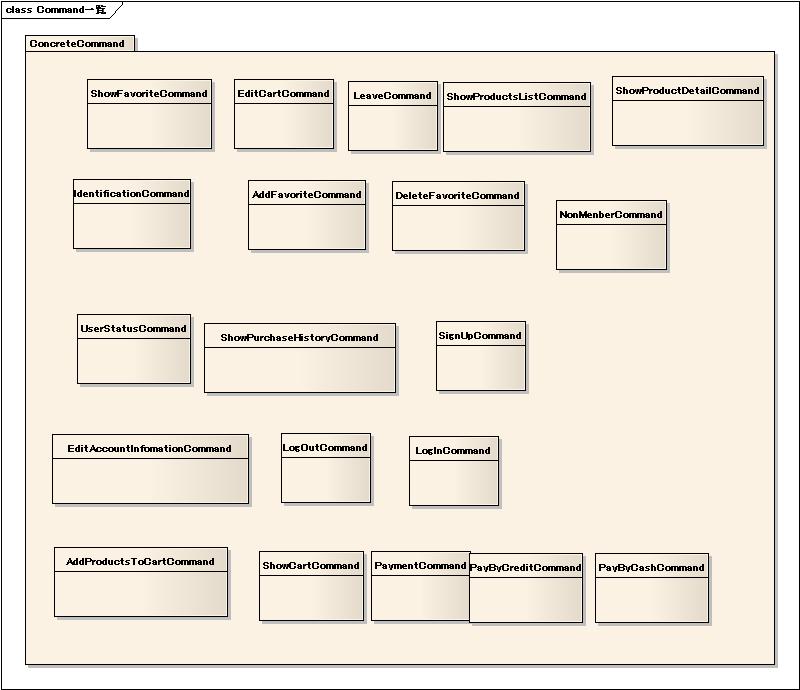 class Command一覧
ConcreteCommand
ShowFavoriteCommand
EditCartCommand
LeaveCommand
ShowProductsListCommand
ShowProductDetailCommand
IdentificationCommand
AddFavoriteCommand
DeleteFavoriteCommand
NonMenberCommand
UserStatusCommand
ShowPurchaseHistoryCommand
SignUpCommand
EditAccountInfomationCommand
LogOutCommand
LogInCommand
AddProductsToCartCommand
ShowCartCommand
PaymentCommand
PayByCreditCommand
PayByCashCommand